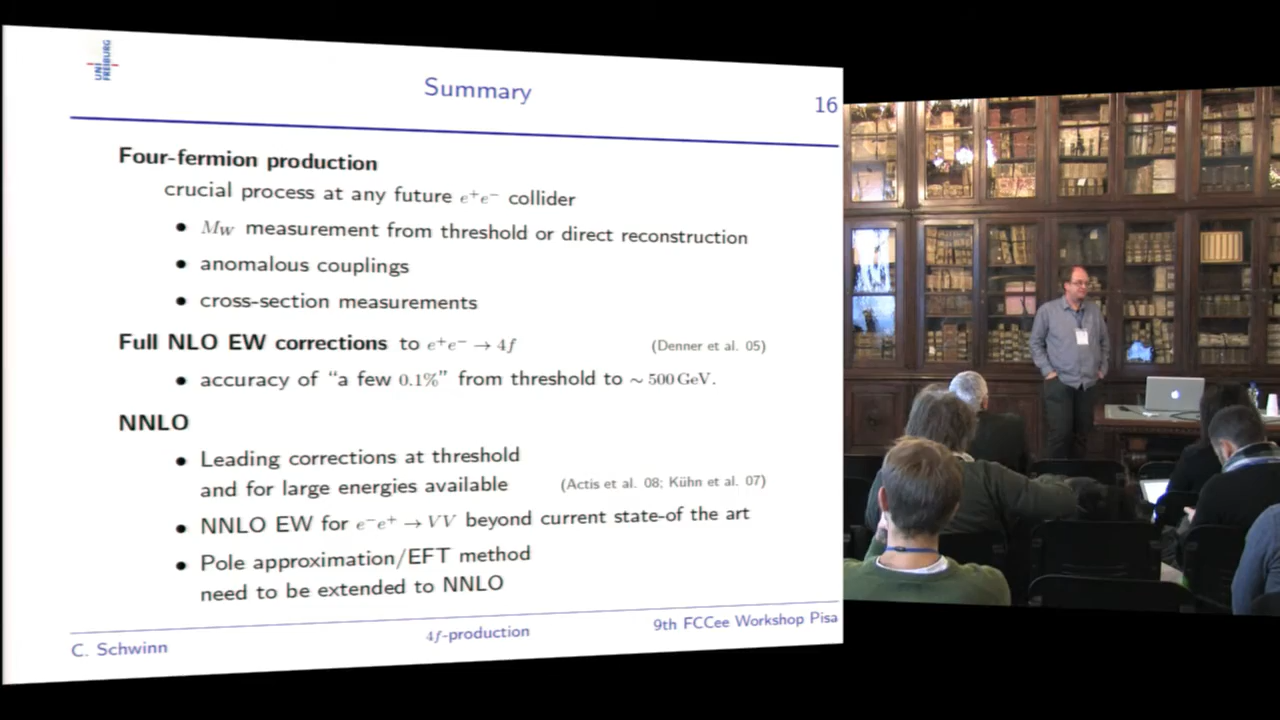 UNI
FREIBURG
Summary
16
Four-fermion production
crucial process at any future e⁺e⁻ collider
• M_W measurement from threshold or direct reconstruction
• anomalous couplings
• cross-section measurements
Full NLO EW corrections to e⁺e⁻ → 4f (Denner et al. 05)
• accuracy of "a few 0.1%" from threshold to ~ 500 GeV.
NNLO
• Leading corrections at threshold
and for large energies available (Actis et al. 08; Kühn et al. 07)
• NNLO EW for e⁻e⁺ → VV beyond current state-of the art
• Pole approximation/EFT method
need to be extended to NNLO
C. Schwinn 4f-production 9th FCCee Workshop Pisa